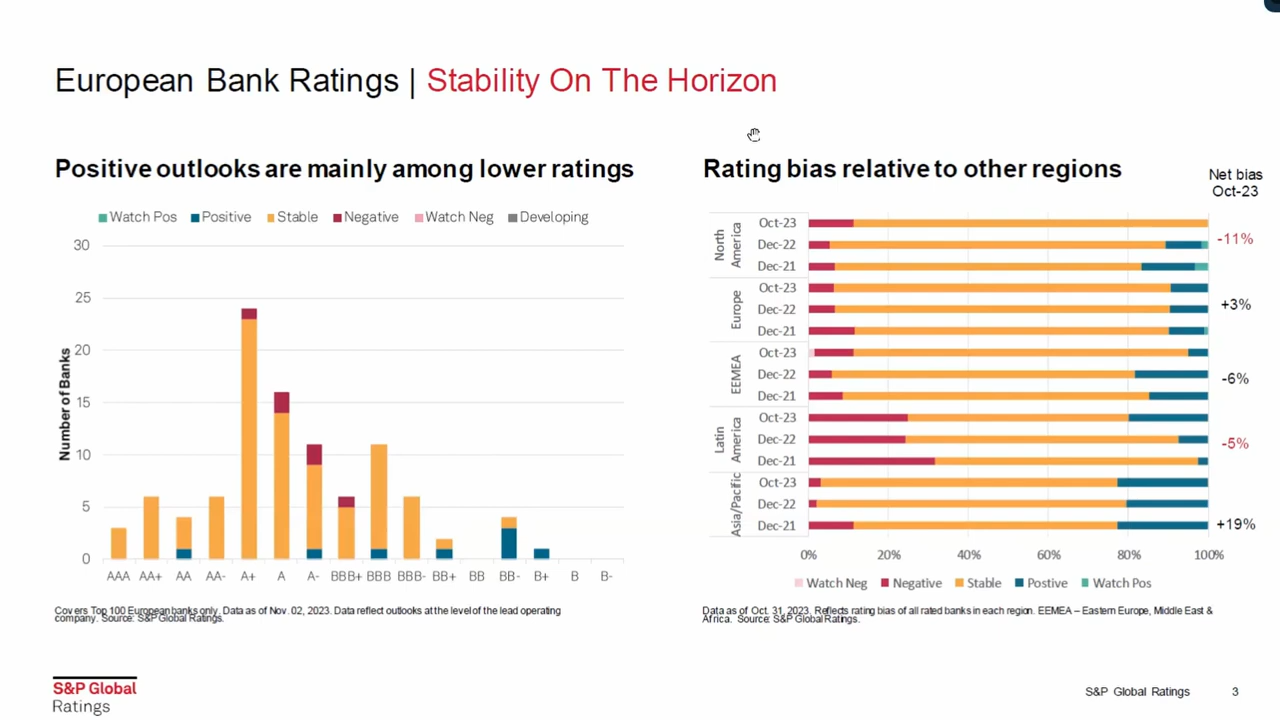 European Bank Ratings | Stability On The Horizon
Positive outlooks are mainly among lower ratings
Watch Pos Positive Stable Negative Watch Neg Developing
Number of Banks
30
25
20
15
10
5
0
AAA AA+ AA AA- A+ A A- BBB+ BBB BBB- BB+ BB BB- B+ B B-
Covers Top 100 European banks only. Data as of Nov. 02, 2023. Data reflect outlooks at the level of the lead operating
company. Source: S&P Global Ratings.
Rating bias relative to other regions
Net bias
Oct-23
North
America
Oct-23
Dec-22
Dec-21
-11%
Europe
Oct-23
Dec-22
Dec-21
+3%
EEMEA
Oct-23
Dec-22
Dec-21
-6%
Latin
America
Oct-23
Dec-22
Dec-21
-5%
Asia/Pacific
Oct-23
Dec-22
Dec-21
+19%
0% 20% 40% 60% 80% 100%
Watch Neg Negative Stable Postive Watch Pos
Data as of Oct. 31, 2023. Reflects rating bias of all rated banks in each region. EEMEA – Eastern Europe, Middle East &
Africa. Source: S&P Global Ratings.
S&P Global
Ratings
S&P Global Ratings 3